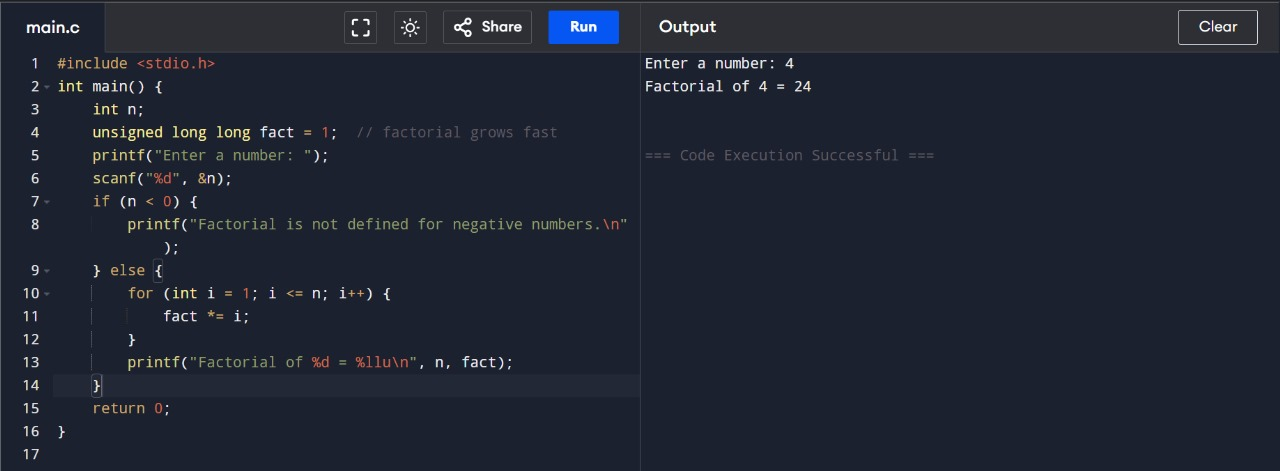 main.c
Share
Run
Output
Clear
1 #include <stdio.h>
2 int main() {
3     int n;
4     unsigned long long fact = 1;  // factorial grows fast
5     printf("Enter a number: ");
6     scanf("%d", &n);
7     if (n < 0) {
8         printf("Factorial is not defined for negative numbers.\n"
            );
9     } else {
10         for (int i = 1; i <= n; i++) {
11             fact *= i;
12         }
13         printf("Factorial of %d = %llu\n", n, fact);
14     }
15     return 0;
16 }
17
Enter a number: 4
Factorial of 4 = 24
=== Code Execution Successful ===